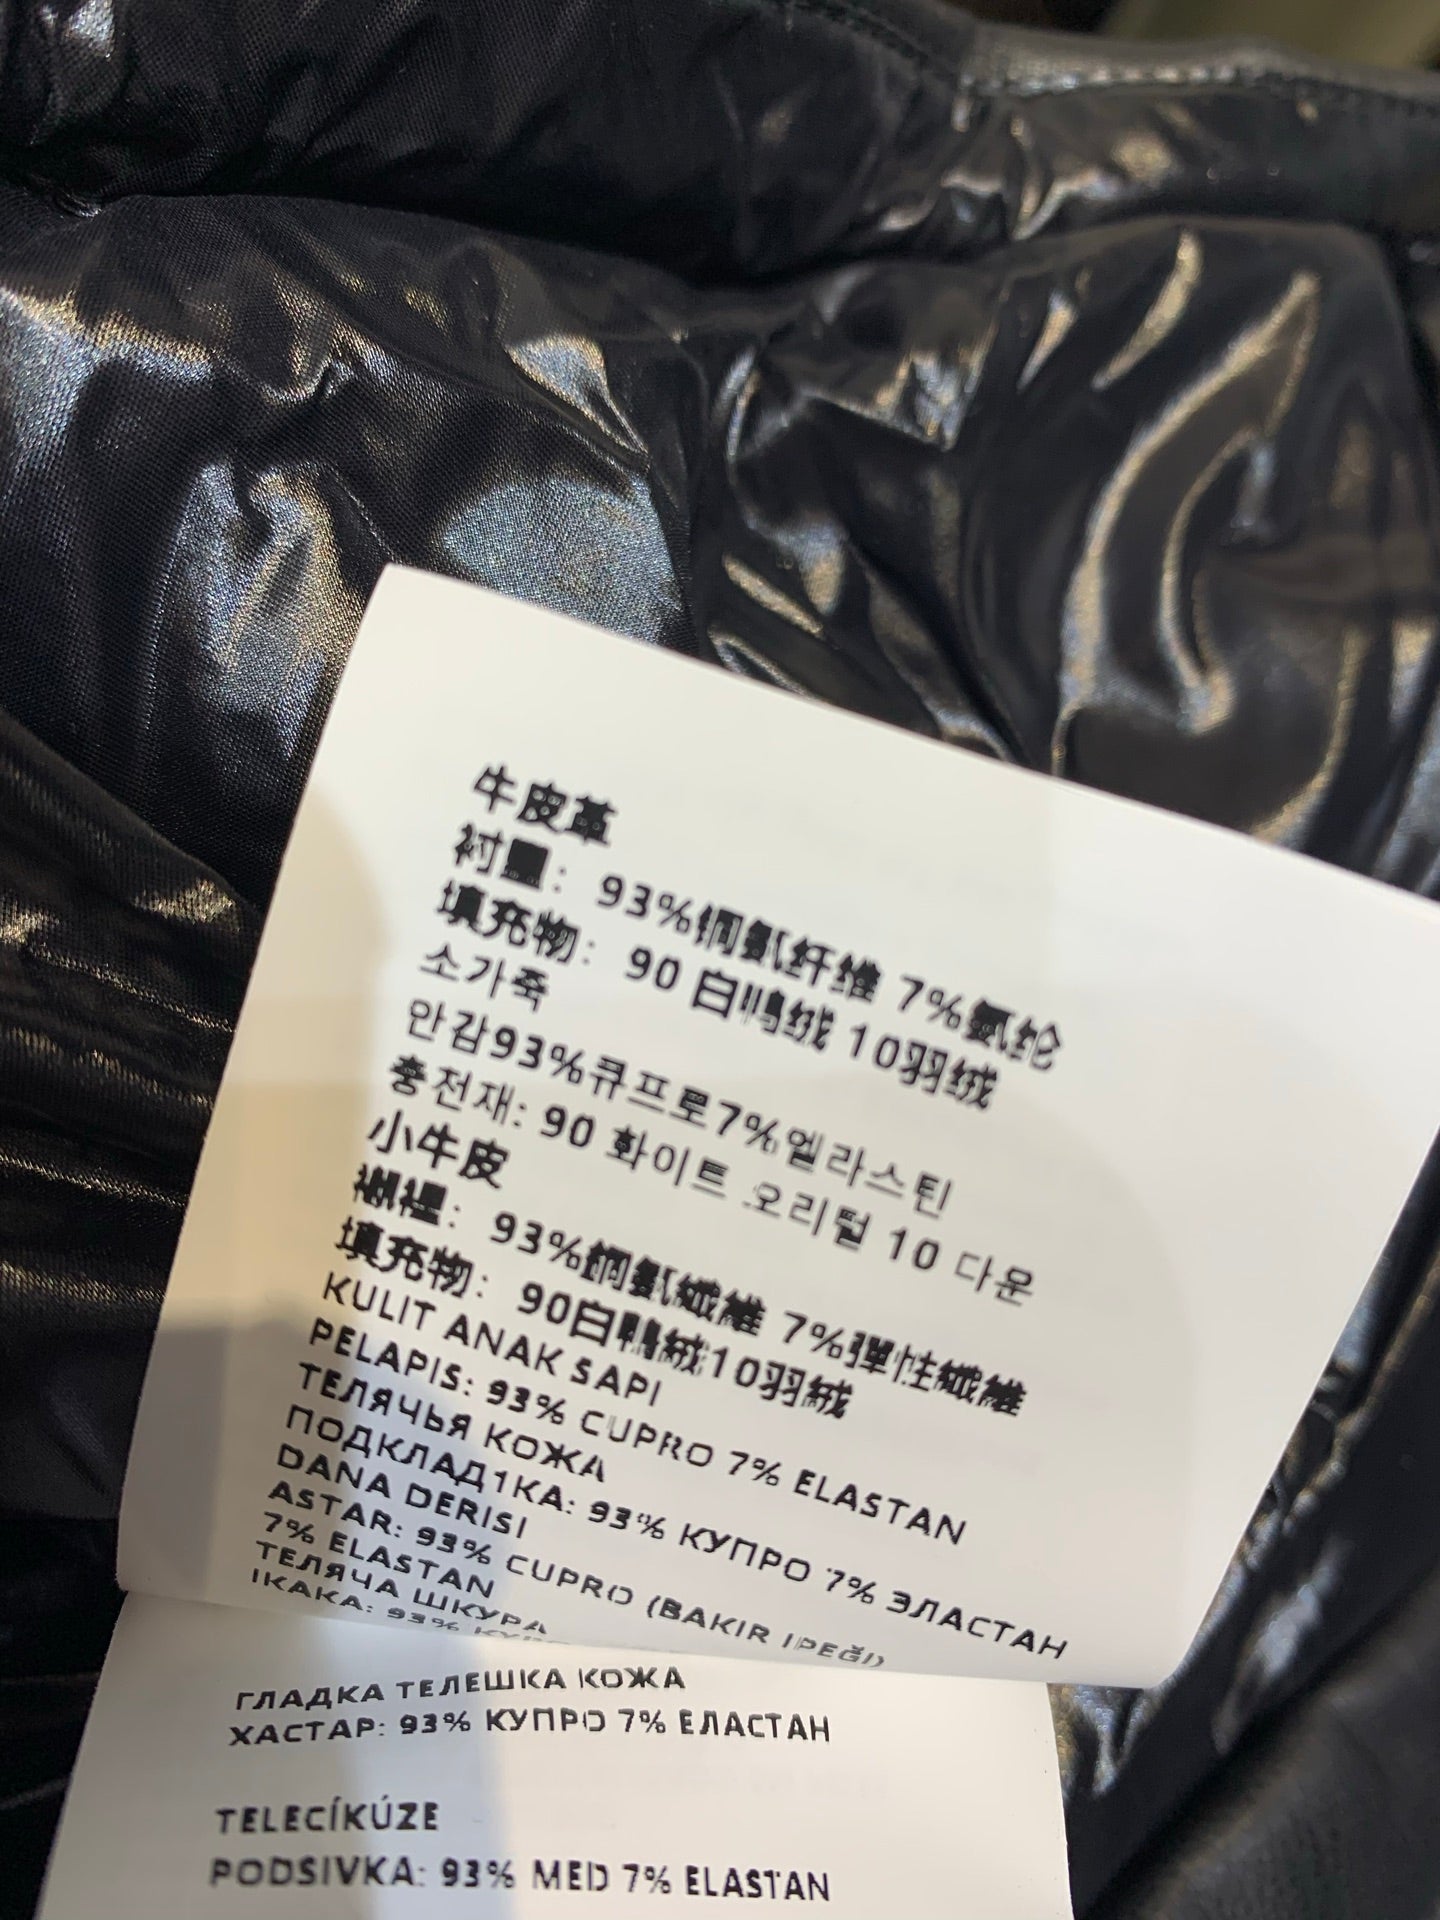 牛皮革
衬里: 93%铜氨纤维 7%氨纶
填充物: 90 白鸭绒 10羽绒
소가죽
안감93%큐프로7%엘라스틴
충전재: 90 화이트 오리털 10 다운
小牛皮
襯裡: 93%銅氨纖維 7%彈性纖維
填充物: 90白鴨絨10羽絨
KULIT ANAK SAPI
PELAPIS: 93% CUPRO 7% ELASTAN
ТЕЛЯЧЬЯ КОЖА
ПОДКЛАД1КА: 93% КУПРО 7% ЭЛАСТАН
DANA DERISI
ASTAR: 93% CUPRO (BAKIR IPEĞI)
7% ELASTAN
ТЕЛЯЧА ШКУРА
ІКАКА: 93%
ГЛАДКА ТЕЛЕШКА КОЖА
ХАСТАР: 93% КУПРО 7% ЕЛАСТАН
TELECÍKÚZE
PODSIVKA: 93% MED 7% ELASTAN